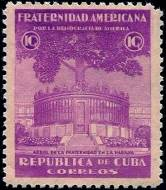 FRATERNIDAD AMERICANA
POR LA DEMOCRACIA DE AMERICA
1C 1C
ARBOL DE LA FRATERNIDAD EN LA HABANA
REPUBLICA DE CUBA
CORREOS